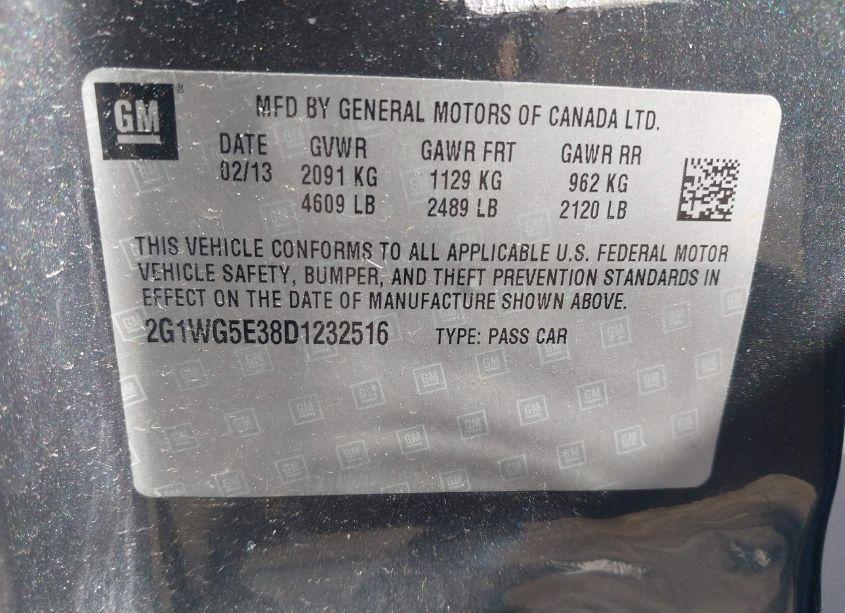 GM
MFD BY GENERAL MOTORS OF CANADA LTD.
DATE GVWR GAWR FRT GAWR RR
02/13 2091 KG 1129 KG 962 KG
4609 LB 2489 LB 2120 LB
THIS VEHICLE CONFORMS TO ALL APPLICABLE U.S. FEDERAL MOTOR
VEHICLE SAFETY, BUMPER, AND THEFT PREVENTION STANDARDS IN
EFFECT ON THE DATE OF MANUFACTURE SHOWN ABOVE.
2G1WG5E38D1232516 TYPE: PASS CAR